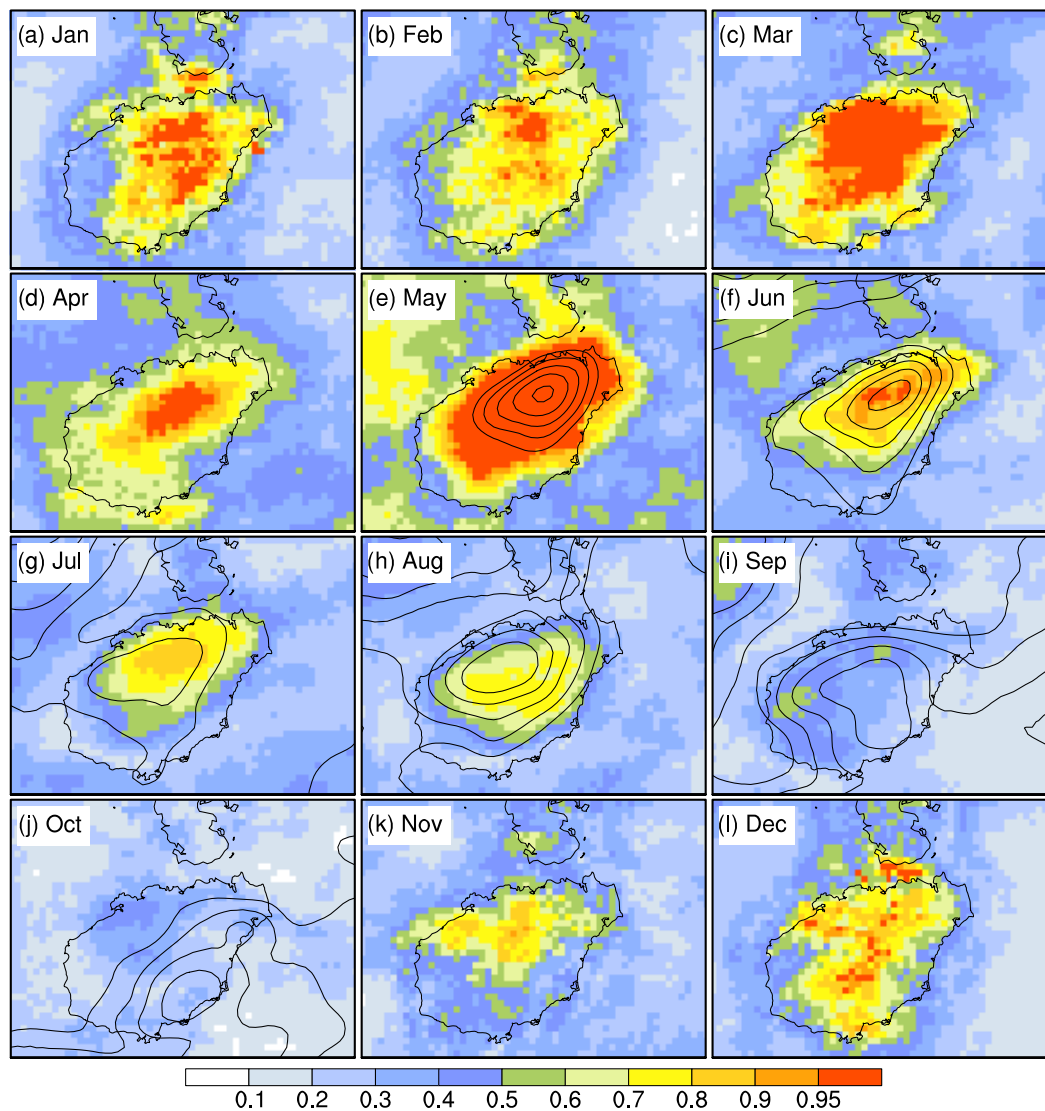 (a) Jan
(b) Feb
(c) Mar
(d) Apr
(e) May
(f) Jun
(g) Jul
(h) Aug
(i) Sep
(j) Oct
(k) Nov
(l) Dec
0.1 0.2 0.3 0.4 0.5 0.6 0.7 0.8 0.9 0.95